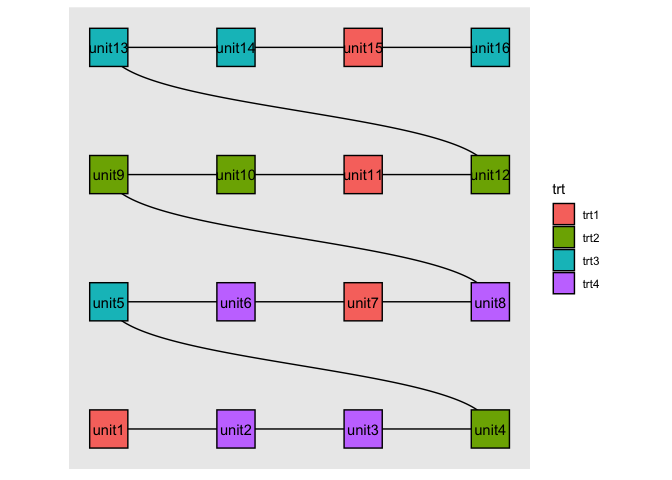 unit13 unit14 unit15 unit16
unit9 unit10 unit11 unit12
unit5 unit6 unit7 unit8
unit1 unit2 unit3 unit4
trt
trt1
trt2
trt3
trt4